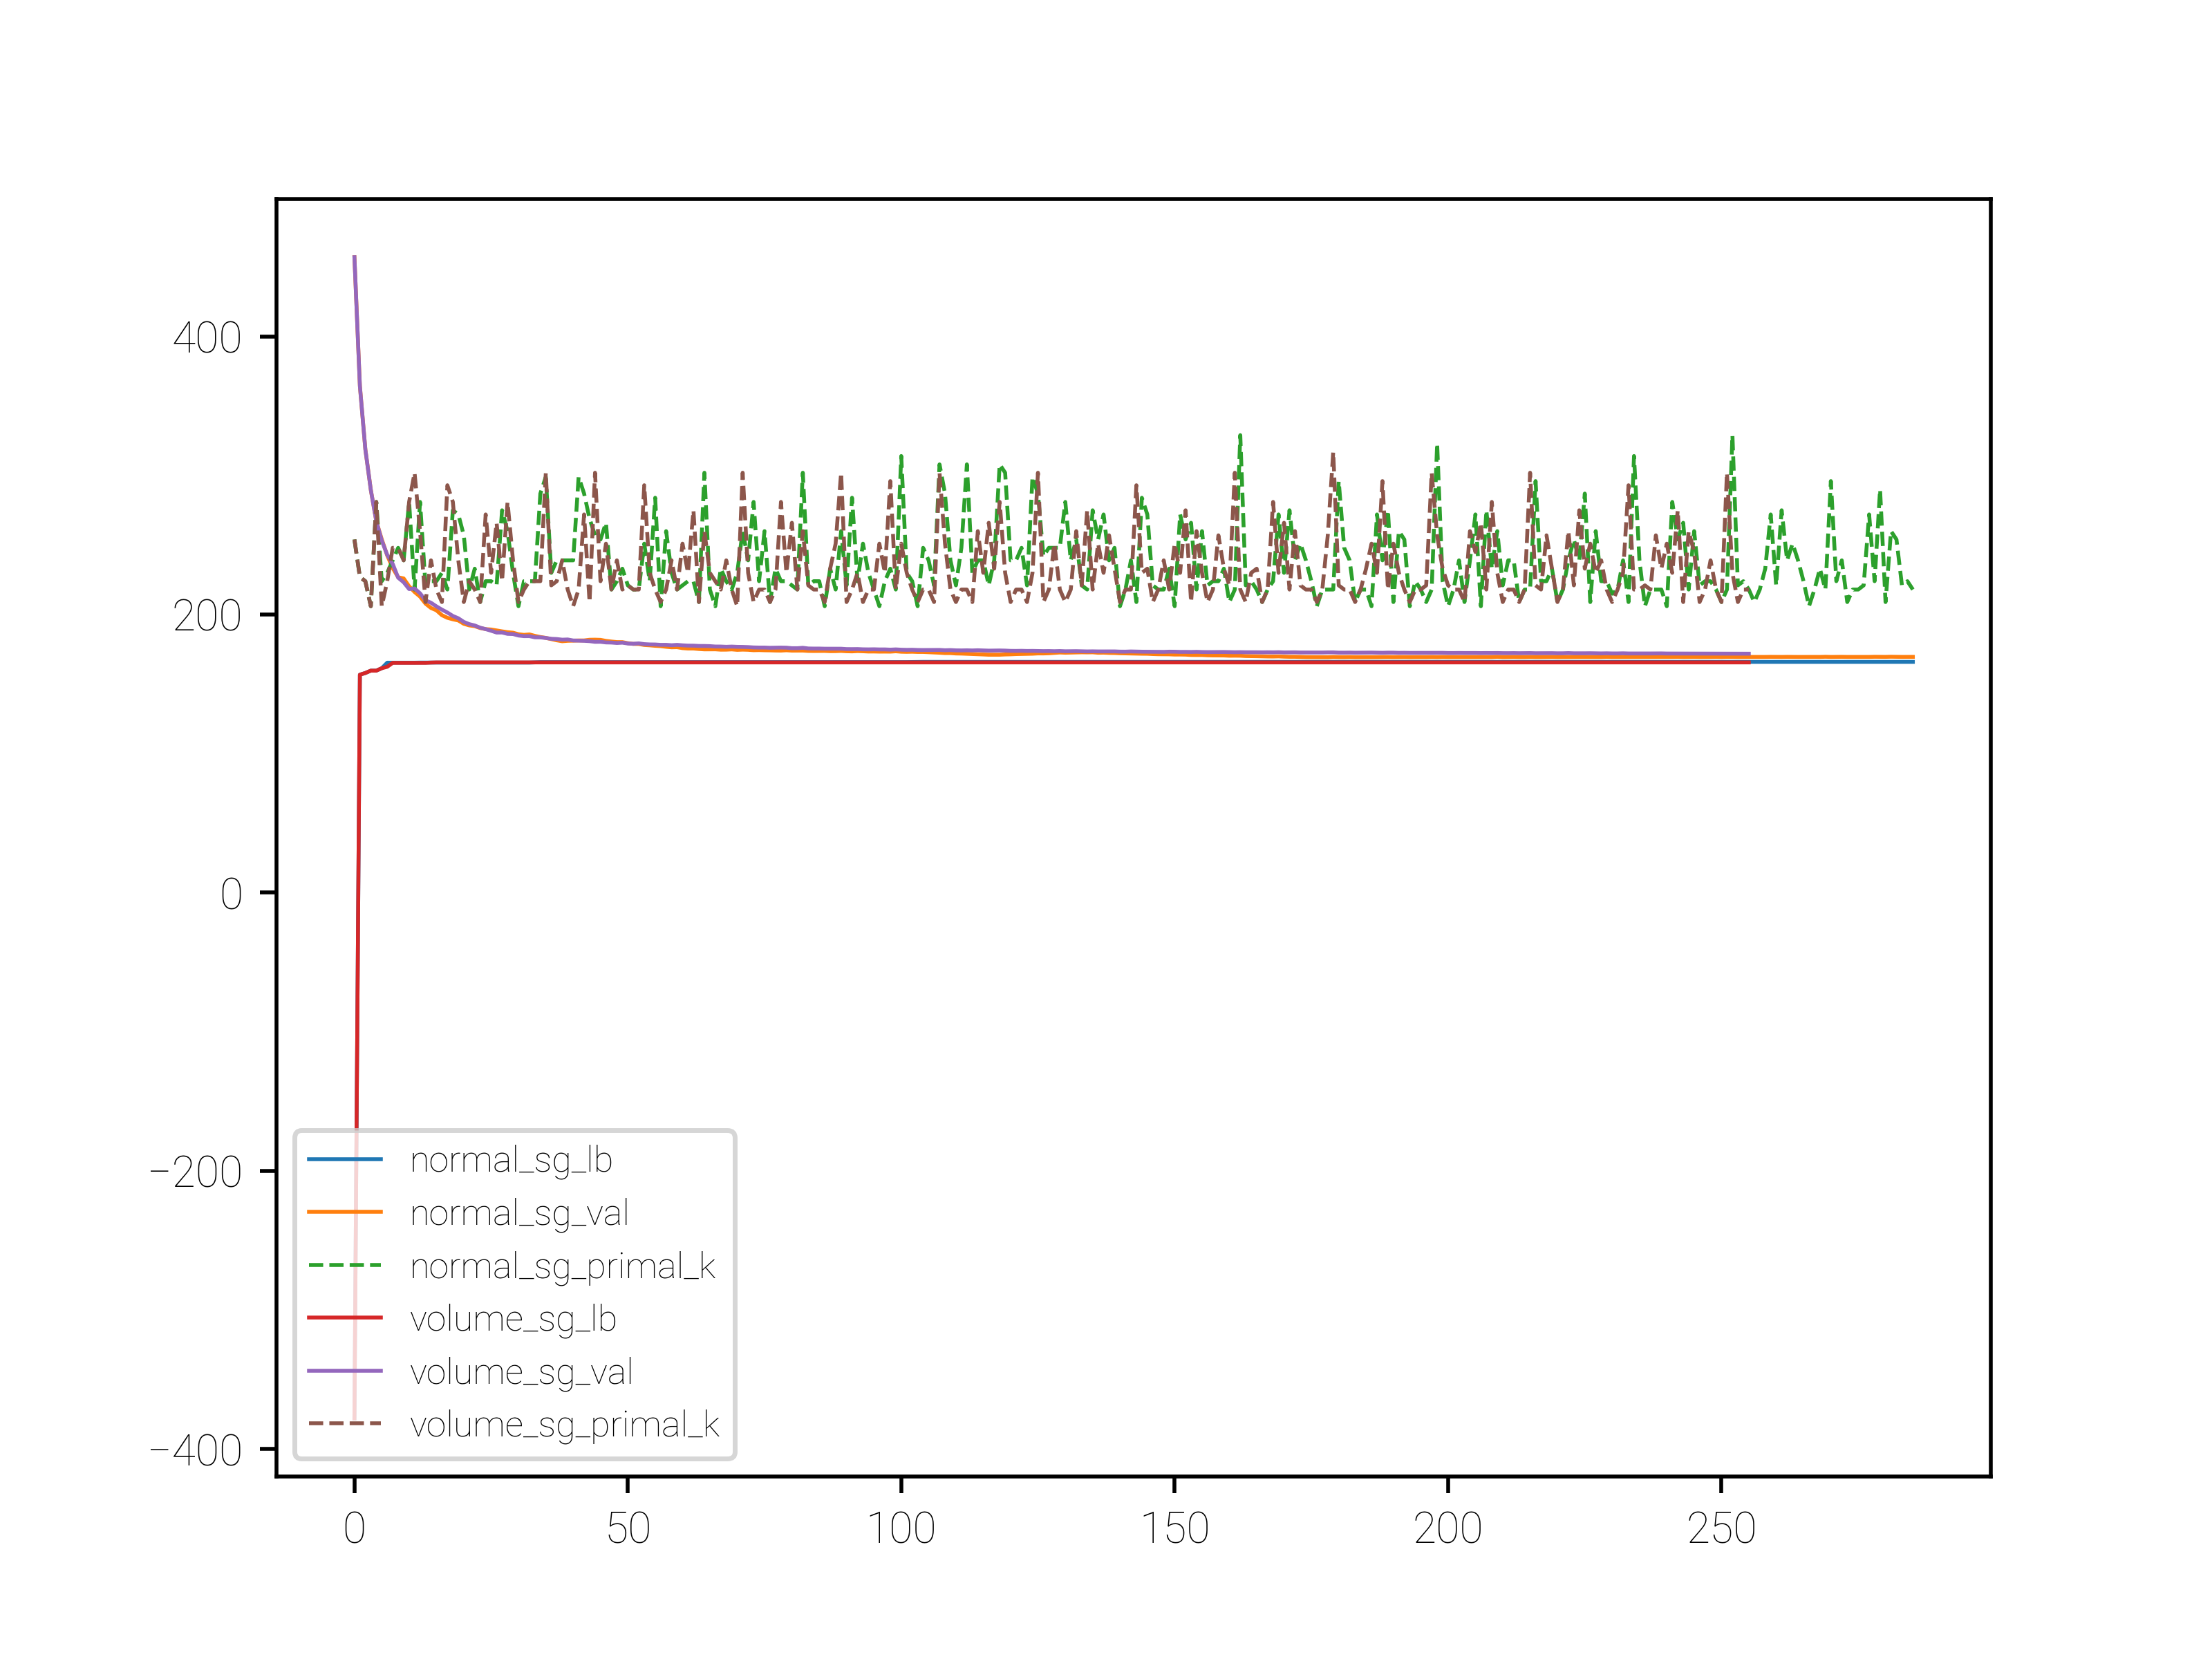 400
200
0
−200
−400
normal_sg_lb
normal_sg_val
normal_sg_primal_k
volume_sg_lb
volume_sg_val
volume_sg_primal_k
0 50 100 150 200 250